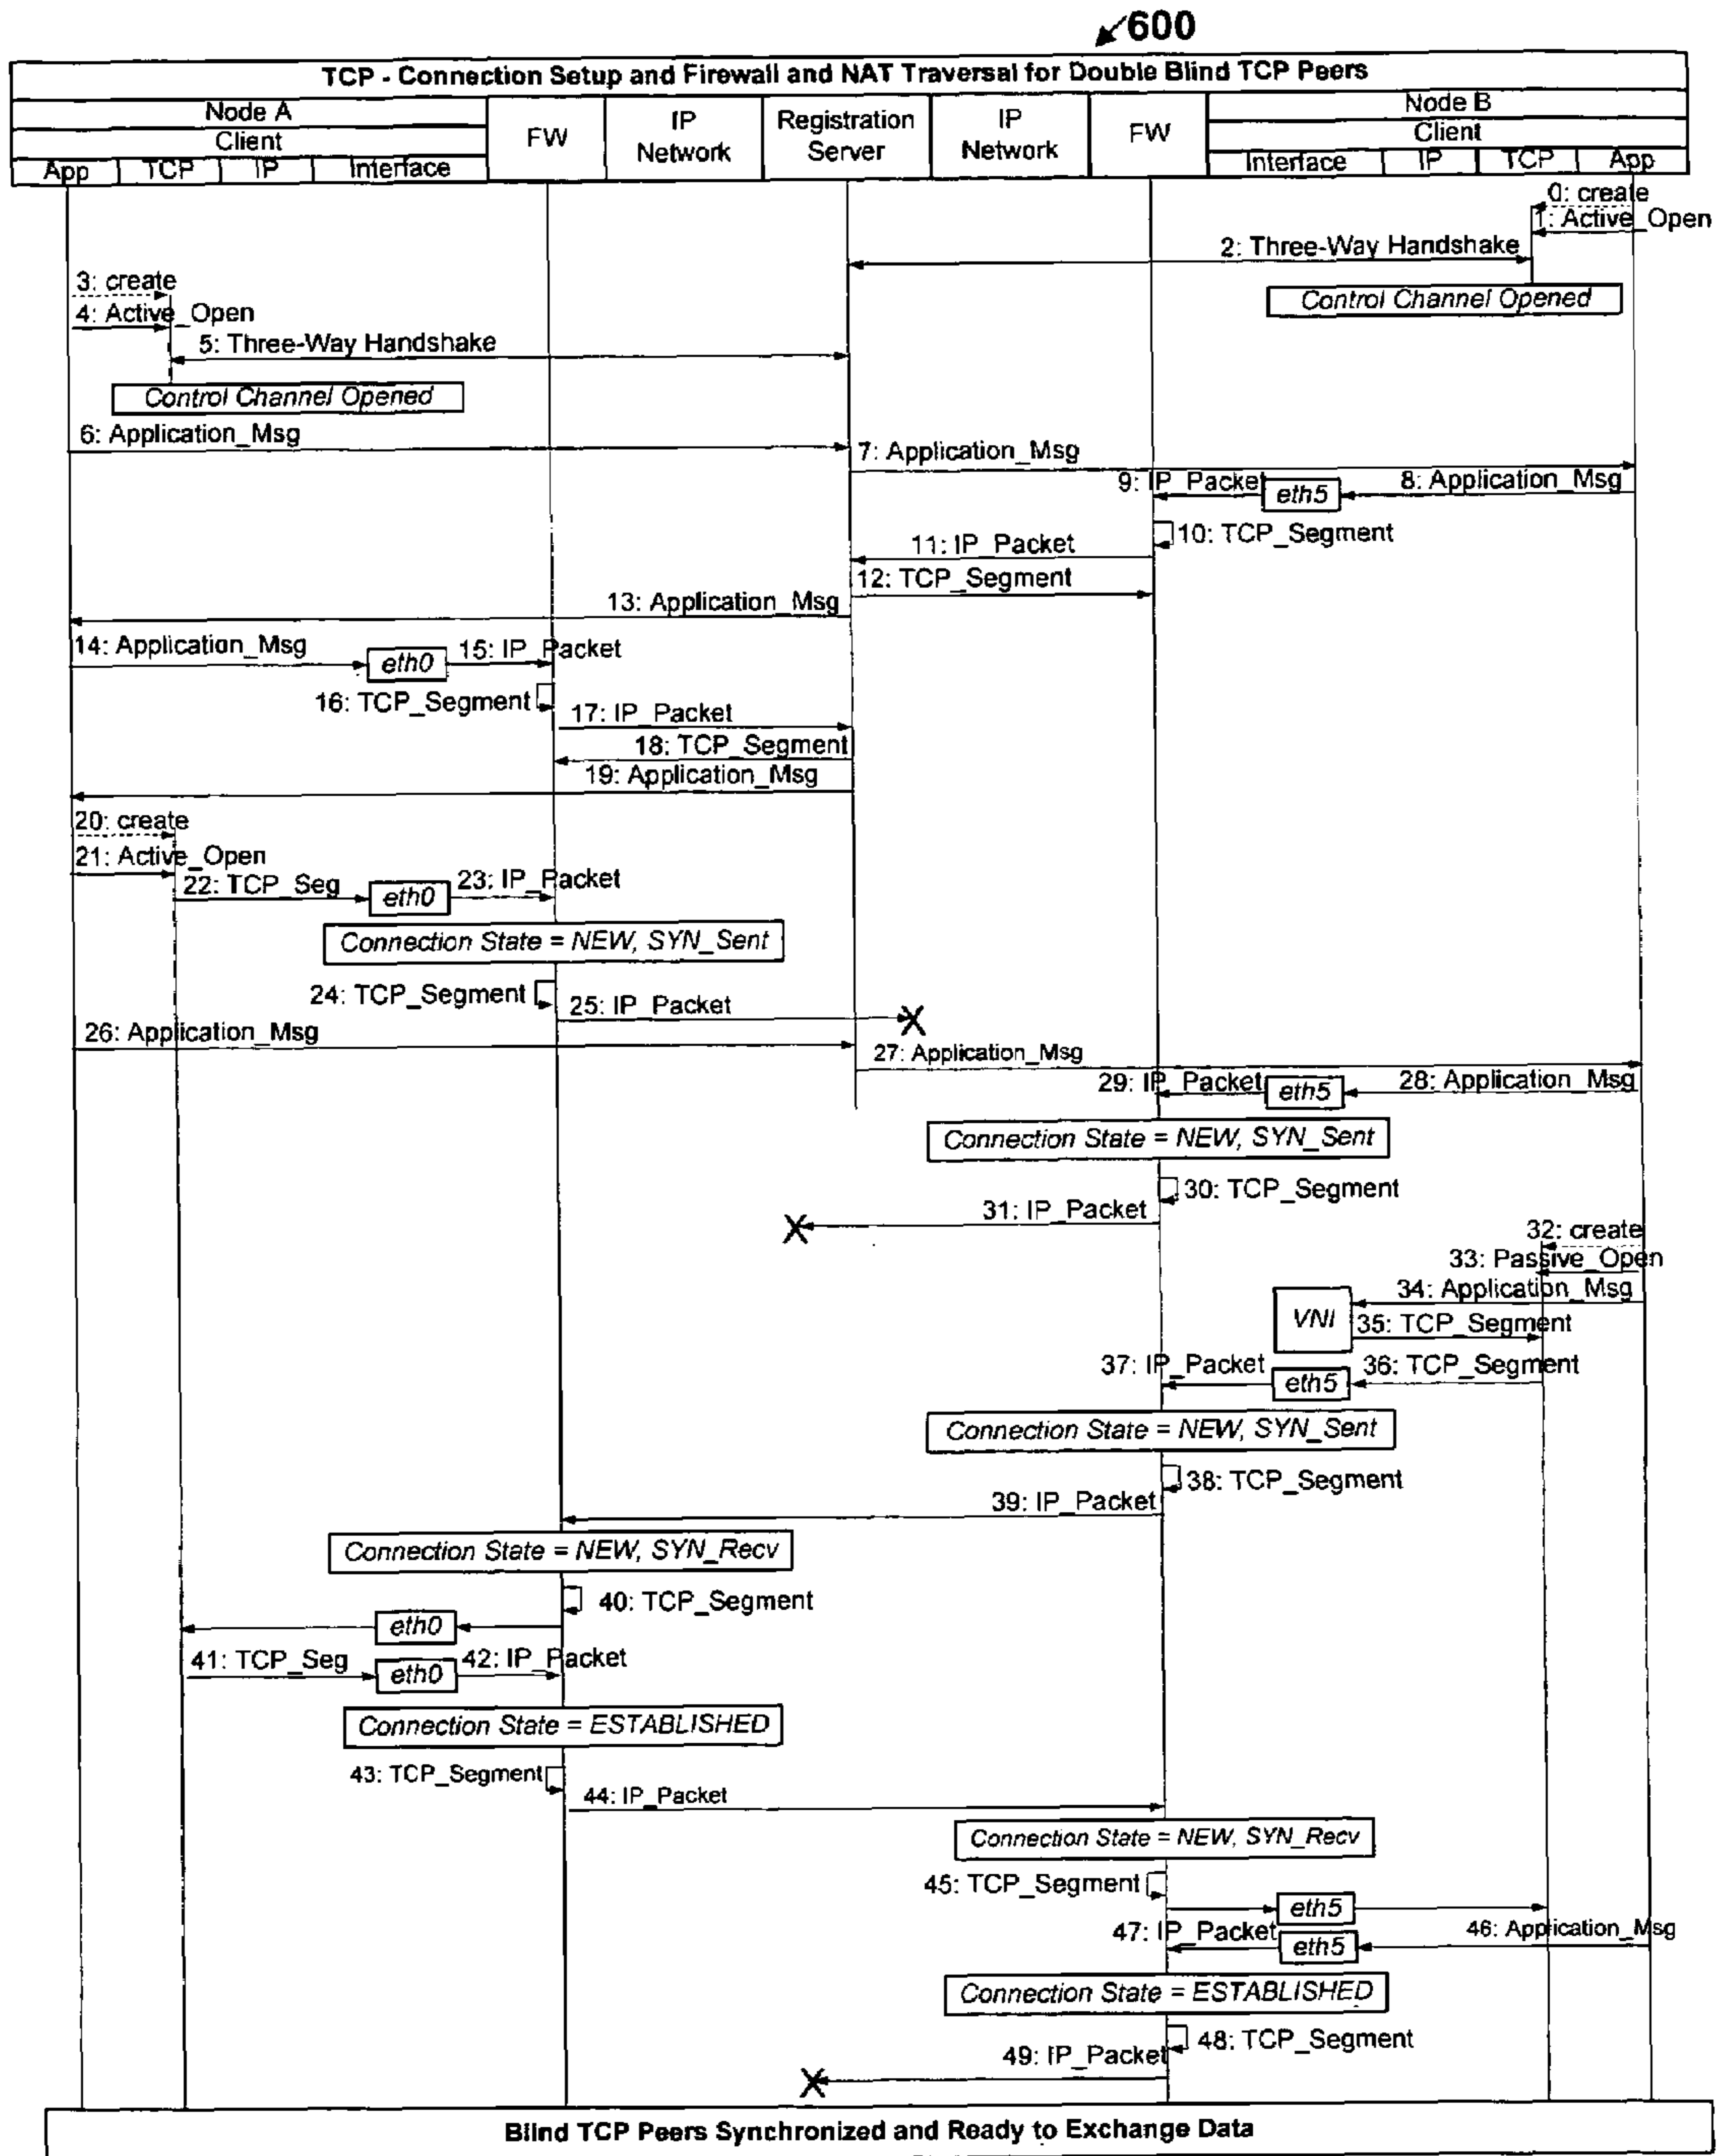 600
TCP - Connection Setup and Firewall and NAT Traversal for Double Blind TCP Peers
Node A
Client
App TCP IP Interface
FW
IP Network
Registration Server
IP Network
FW
Node B
Client
Interface IP TCP App
0: create
1: Active_Open
2: Three-Way Handshake
Control Channel Opened
3: create
4: Active_Open
5: Three-Way Handshake
Control Channel Opened
6: Application_Msg
7: Application_Msg
9: IP_Packet eth5 8: Application_Msg
10: TCP_Segment
11: IP_Packet
12: TCP_Segment
13: Application_Msg
14: Application_Msg eth0 15: IP_Packet
16: TCP_Segment
17: IP_Packet
18: TCP_Segment
19: Application_Msg
20: create
21: Active_Open
22: TCP_Seg eth0 23: IP_Packet
Connection State = NEW, SYN_Sent
24: TCP_Segment
25: IP_Packet X
26: Application_Msg
27: Application_Msg
29: IP_Packet eth5 28: Application_Msg
Connection State = NEW, SYN_Sent
30: TCP_Segment
X 31: IP_Packet
32: create
33: Passive_Open
34: Application_Msg
VNI
35: TCP_Segment
37: IP_Packet eth5 36: TCP_Segment
Connection State = NEW, SYN_Sent
38: TCP_Segment
39: IP_Packet
Connection State = NEW, SYN_Recv
40: TCP_Segment
eth0
41: TCP_Seg eth0 42: IP_Packet
Connection State = ESTABLISHED
43: TCP_Segment
44: IP_Packet
Connection State = NEW, SYN_Recv
45: TCP_Segment
eth5
47: IP_Packet eth5 46: Application_Msg
Connection State = ESTABLISHED
48: TCP_Segment
X 49: IP_Packet
Blind TCP Peers Synchronized and Ready to Exchange Data